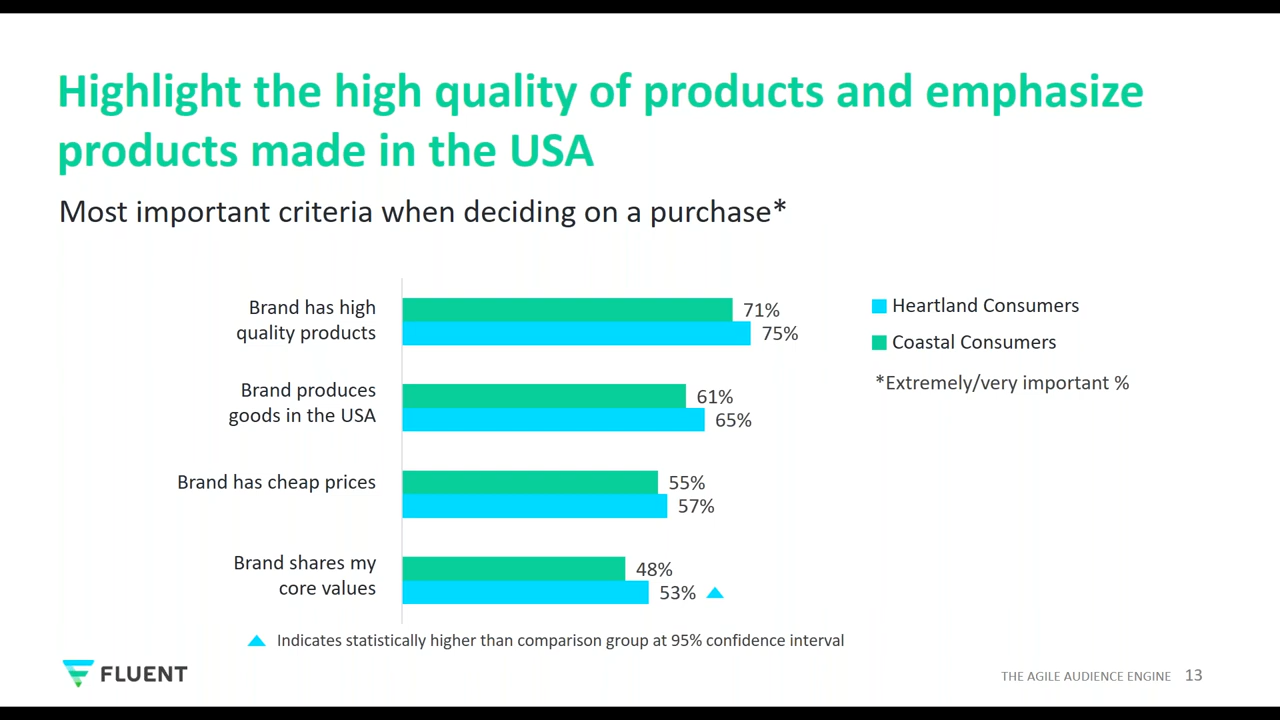 Highlight the high quality of products and emphasize
products made in the USA
Most important criteria when deciding on a purchase*
Brand has high
quality products
71%
75%
Brand produces
goods in the USA
61%
65%
Brand has cheap prices
55%
57%
Brand shares my
core values
48%
53%
Heartland Consumers
Coastal Consumers
*Extremely/very important %
Indicates statistically higher than comparison group at 95% confidence interval
FLUENT
THE AGILE AUDIENCE ENGINE 13